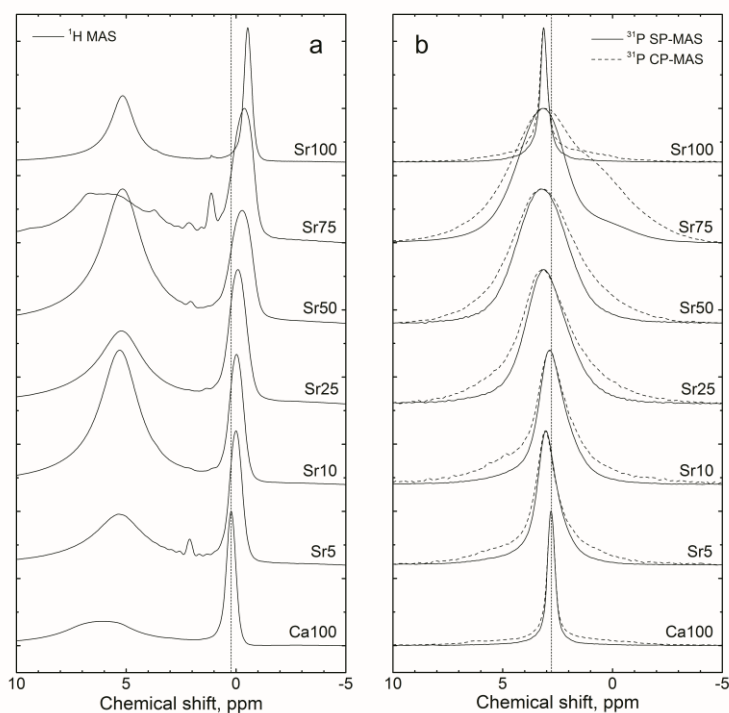 ¹H MAS
a
Sr100
Sr75
Sr50
Sr25
Sr10
Sr5
Ca100
10
5
0
-5
Chemical shift, ppm
b
³¹P SP-MAS
³¹P CP-MAS
Sr100
Sr75
Sr50
Sr25
Sr10
Sr5
Ca100
10
5
0
-5
Chemical shift, ppm